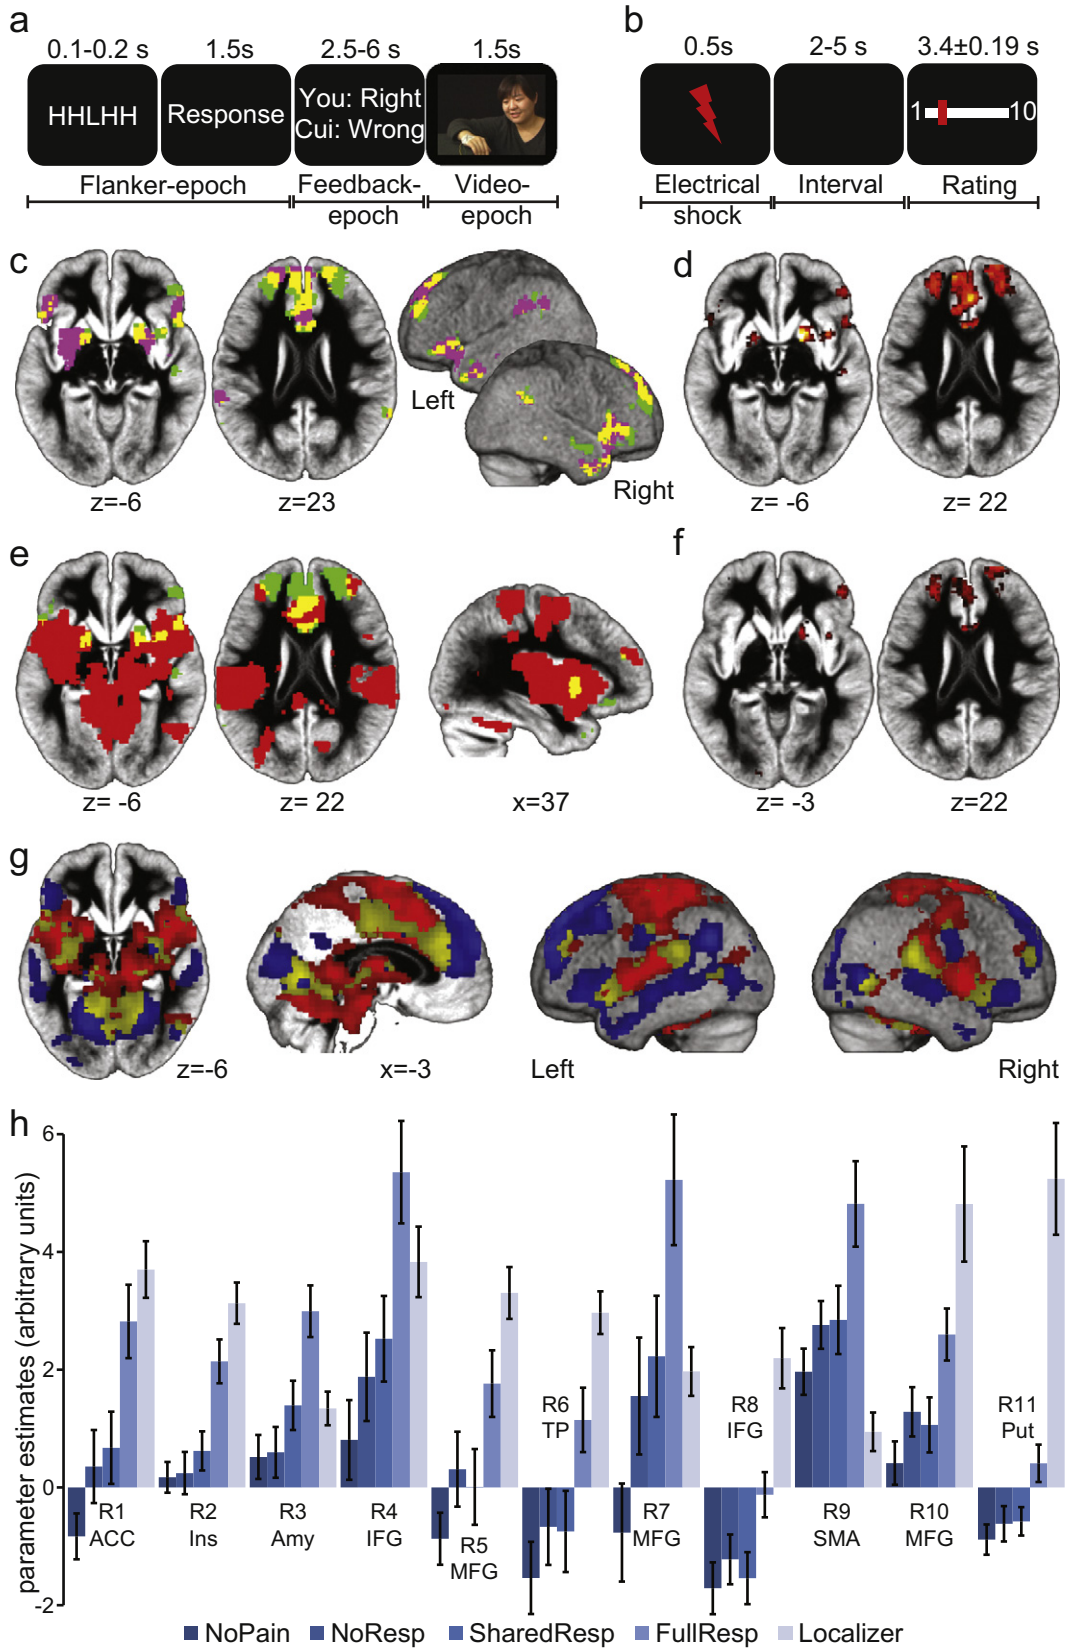 a
0.1-0.2 s 1.5s 2.5-6 s 1.5s
HHLHH
Response
You: Right
Cui: Wrong
Flanker-epoch
Feedback-
epoch
Video-
epoch
b
0.5s 2-5 s 3.4±0.19 s
1 10
Electrical
shock
Interval
Rating
c
Left
Right
z=-6
z=23
d
z= -6
z= 22
e
z= -6
z= 22
x=37
f
z= -3
z=22
g
z=-6
x=-3
Left
Right
h
parameter estimates (arbitrary units)
6
4
2
0
-2
R1
ACC
R2
Ins
R3
Amy
R4
IFG
R5
MFG
R6
TP
R7
MFG
R8
IFG
R9
SMA
R10
MFG
R11
Put
NoPain NoResp SharedResp FullResp Localizer